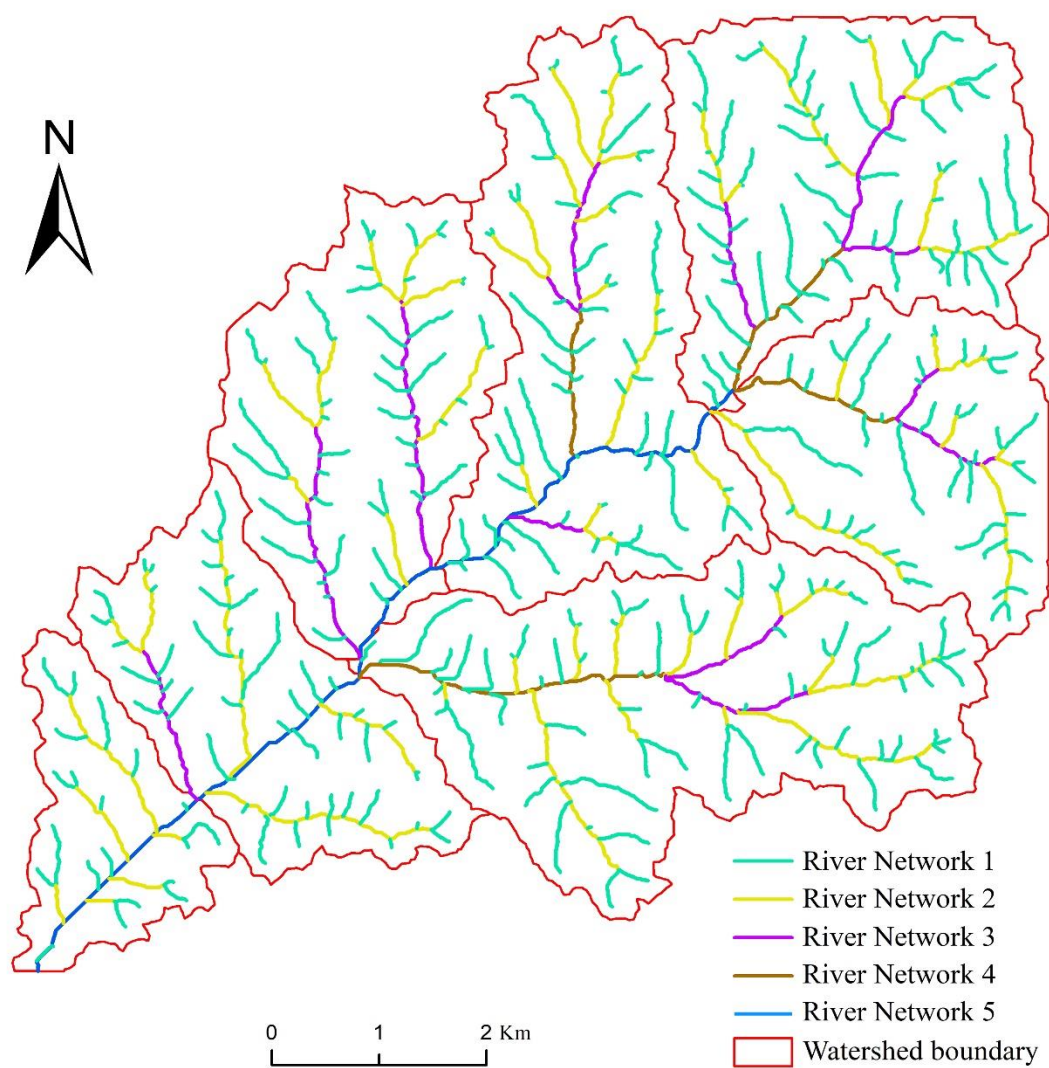 N
River Network 1
River Network 2
River Network 3
River Network 4
River Network 5
Watershed boundary
0 1 2 Km